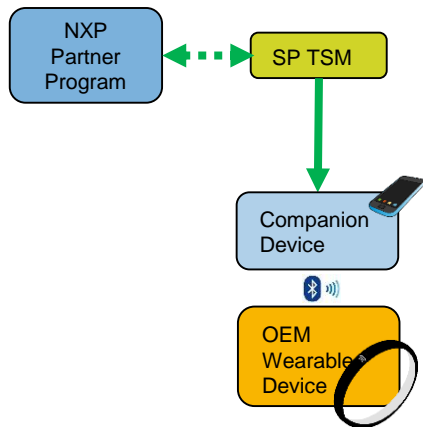 NXP
Partner
Program
SP TSM
Companion
Device
OEM
Wearable
Device